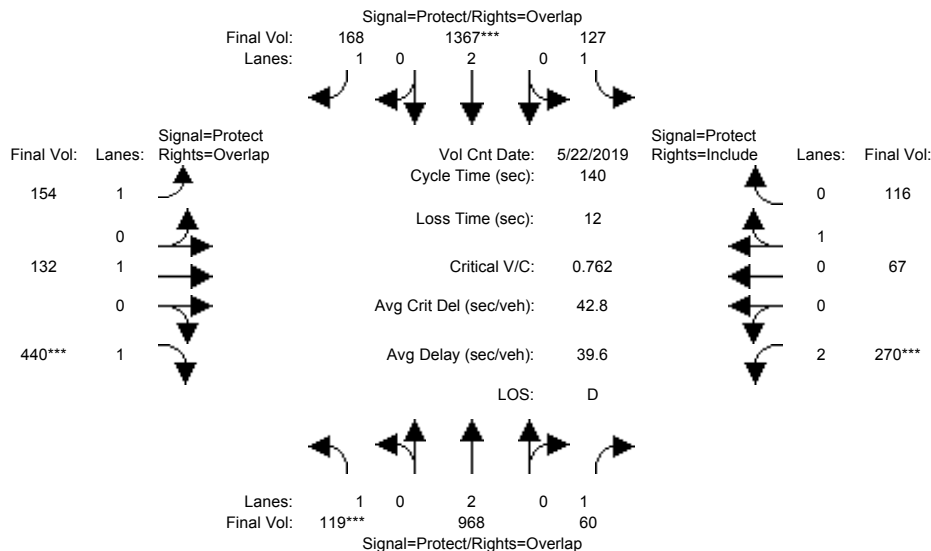 Signal=Protect/Rights=Overlap
Final Vol: 168 1367*** 127
Lanes: 1 0 2 0 1
Signal=Protect Signal=Protect
Final Vol: Lanes: Rights=Overlap Vol Cnt Date: 5/22/2019 Rights=Include Lanes: Final Vol:
Cycle Time (sec): 140
154 1 0 116
Loss Time (sec): 12
0 1
132 1 Critical V/C: 0.762 0 67
0 Avg Crit Del (sec/veh): 42.8 0
440*** 1 Avg Delay (sec/veh): 39.6 2 270***
LOS: D
Lanes: 1 0 2 0 1
Final Vol: 119*** 968 60
Signal=Protect/Rights=Overlap